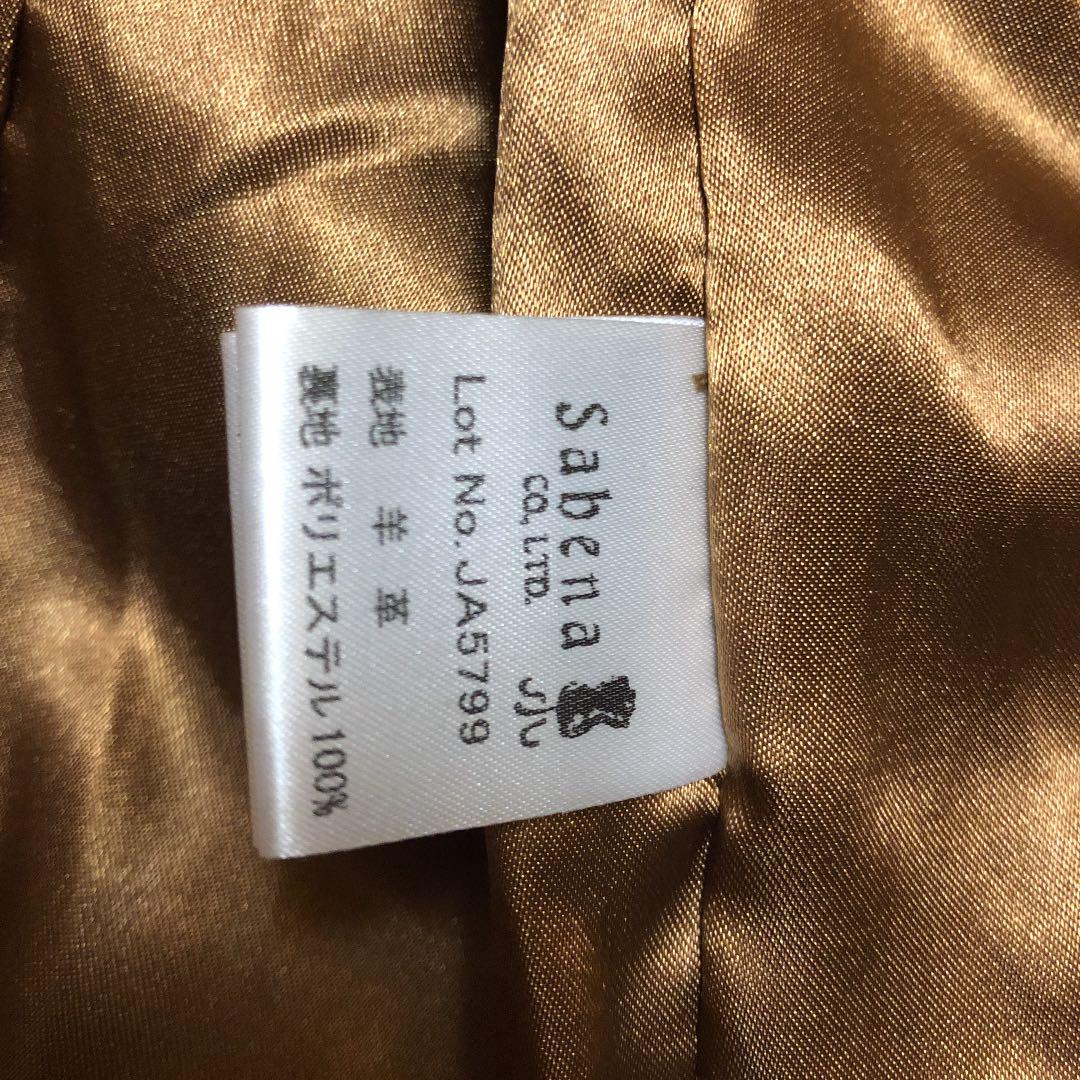 Sabena
CO., LTD.
Lot No. JA5799
表地 羊革
裏地 ポリエステル100%